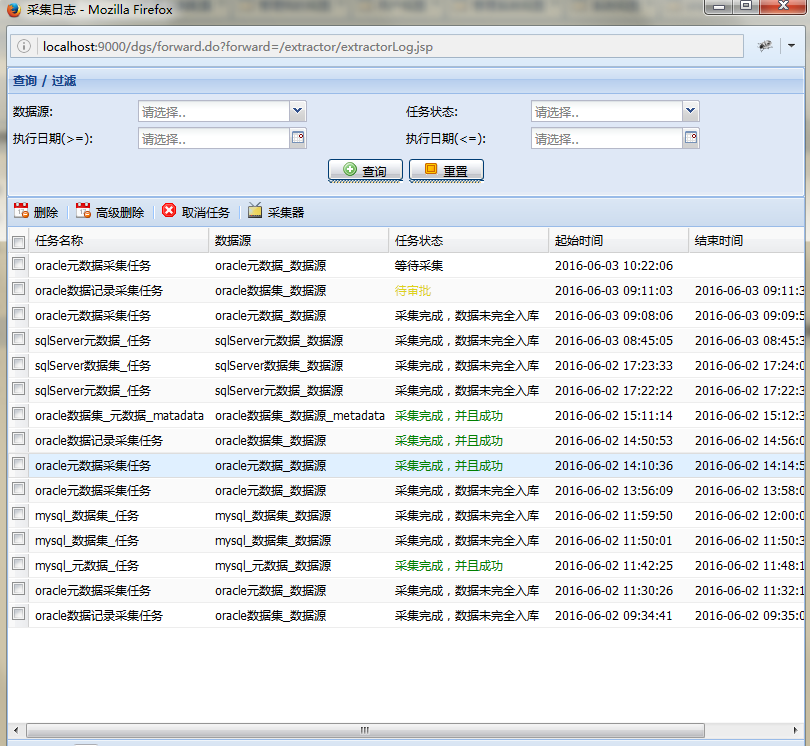 采集日志 - Mozilla Firefox
localhost:9000/dgs/forward.do?forward=/extractor/extractorLog.jsp
查询 / 过滤
数据源: 请选择.. 任务状态: 请选择..
执行日期(>=): 请选择.. 执行日期(<=): 请选择..
查询 重置
删除 高级删除 取消任务 采集器
任务名称 数据源 任务状态 起始时间 结束时间
oracle元数据采集任务 oracle元数据_数据源 等待采集 2016-06-03 10:22:06
oracle数据记录采集任务 oracle数据集_数据源 待审批 2016-06-03 09:11:03 2016-06-03 09:11:3
oracle元数据采集任务 oracle元数据_数据源 采集完成，数据未完全入库 2016-06-03 09:08:06 2016-06-03 09:09:5
sqlServer元数据_任务 sqlServer元数据_数据源 采集完成，数据未完全入库 2016-06-03 08:45:05 2016-06-03 08:45:3
sqlServer数据集_任务 sqlServer数据集_数据源 采集完成，数据未完全入库 2016-06-02 17:23:33 2016-06-02 17:24:0
sqlServer元数据_任务 sqlServer元数据_数据源 采集完成，数据未完全入库 2016-06-02 17:22:22 2016-06-02 17:22:3
oracle数据集_元数据_matadata oracle数据集_数据源_metadata 采集完成，并且成功 2016-06-02 15:11:14 2016-06-02 15:12:3
oracle数据记录采集任务 oracle数据集_数据源 采集完成，并且成功 2016-06-02 14:50:53 2016-06-02 14:56:0
oracle元数据采集任务 oracle元数据_数据源 采集完成，并且成功 2016-06-02 14:10:36 2016-06-02 14:14:5
oracle元数据采集任务 oracle元数据_数据源 采集完成，数据未完全入库 2016-06-02 13:56:09 2016-06-02 13:58:0
mysql_数据集_任务 mysql_数据集_数据源 采集完成，数据未完全入库 2016-06-02 11:59:50 2016-06-02 12:00:0
mysql_数据集_任务 mysql_数据集_数据源 采集完成，数据未完全入库 2016-06-02 11:50:01 2016-06-02 11:50:3
mysql_元数据_任务 mysql_元数据_数据源 采集完成，并且成功 2016-06-02 11:42:25 2016-06-02 11:48:1
oracle元数据采集任务 oracle元数据_数据源 采集完成，数据未完全入库 2016-06-02 11:30:26 2016-06-02 11:32:1
oracle数据记录采集任务 oracle数据集_数据源 采集完成，数据未完全入库 2016-06-02 09:34:41 2016-06-02 09:35:0